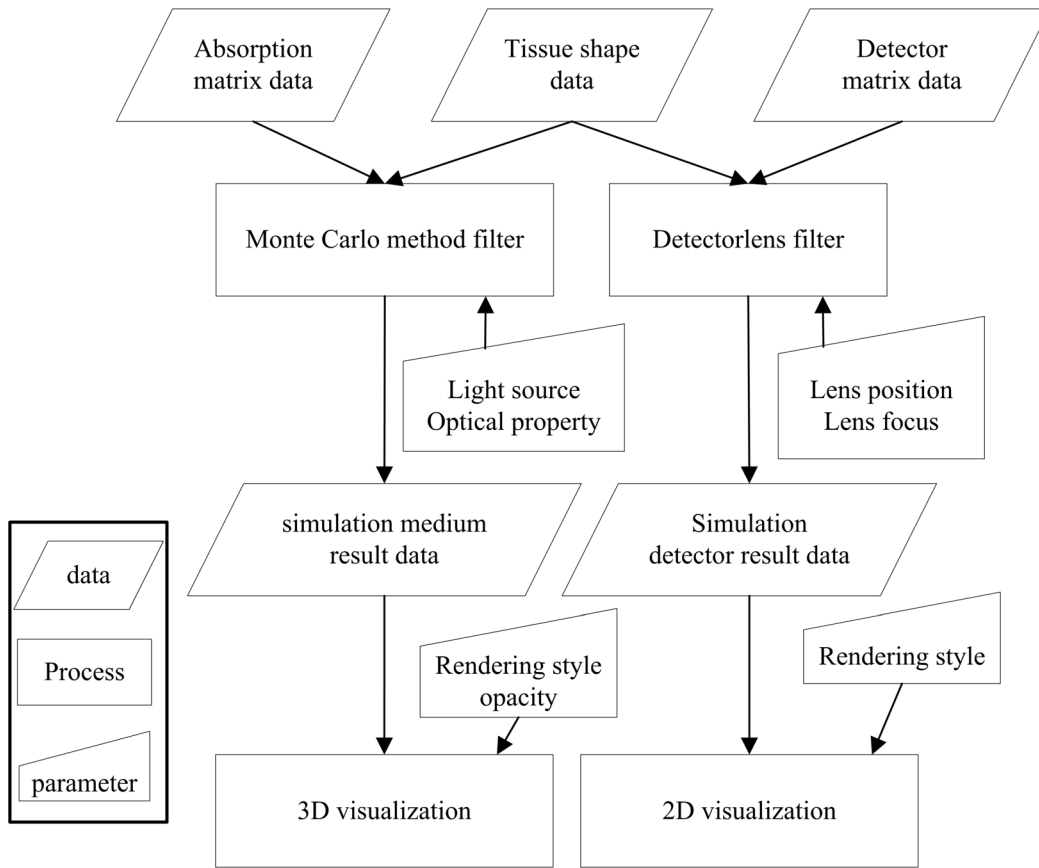 Absorption
matrix data
Tissue shape
data
Detector
matrix data
Monte Carlo method filter
Detectorlens filter
Light source
Optical property
Lens position
Lens focus
simulation medium
result data
Simulation
detector result data
data
Process
parameter
Rendering style
opacity
Rendering style
3D visualization
2D visualization